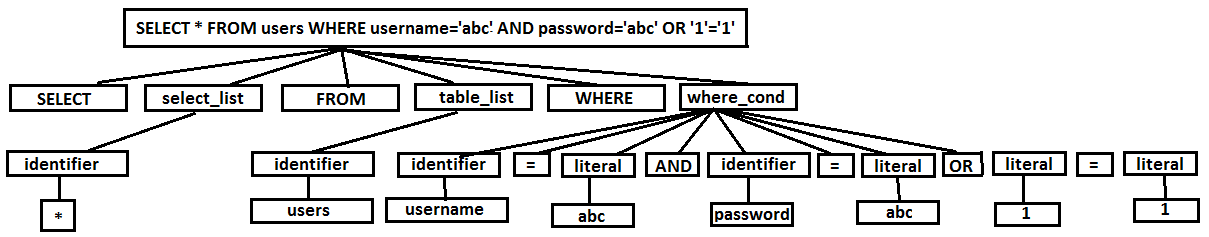 SELECT * FROM users WHERE username='abc' AND password='abc' OR '1'='1'
SELECT select_list FROM table_list WHERE where_cond
identifier identifier identifier = literal AND identifier = literal OR literal = literal
* users username abc password abc 1 1